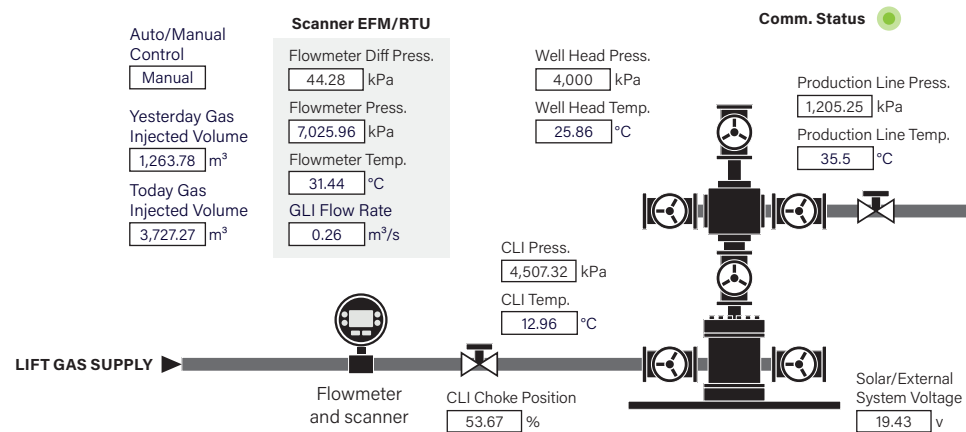 Scanner EFM/RTU
Comm. Status
Auto/Manual
Control
Manual
Yesterday Gas
Injected Volume
1,263.78 m³
Today Gas
Injected Volume
3,727.27 m³
Flowmeter Diff Press.
44.28 kPa
Flowmeter Press.
7,025.96 kPa
Flowmeter Temp.
31.44 °C
GLI Flow Rate
0.26 m³/s
Well Head Press.
4,000 kPa
Well Head Temp.
25.86 °C
Production Line Press.
1,205.25 kPa
Production Line Temp.
35.5 °C
CLI Press.
4,507.32 kPa
CLI Temp.
12.96 °C
LIFT GAS SUPPLY
Flowmeter
and scanner
CLI Choke Position
53.67 %
Solar/External
System Voltage
19.43 v